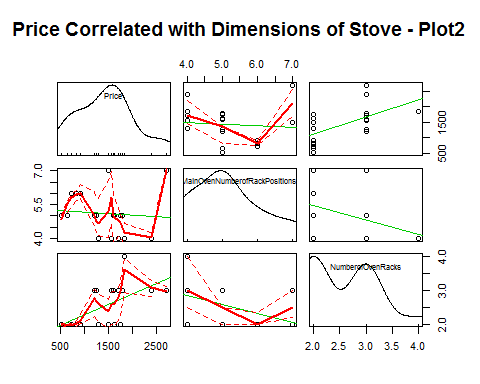 Price Correlated with Dimensions of Stove - Plot2
4.0 5.0 6.0 7.0
Price
500 1500
4.0 5.5 7.0
MainOvenNumberofRackPositions
NumberofOvenRacks
2.0 3.0 4.0
500 1500 2500
2.0 2.5 3.0 3.5 4.0